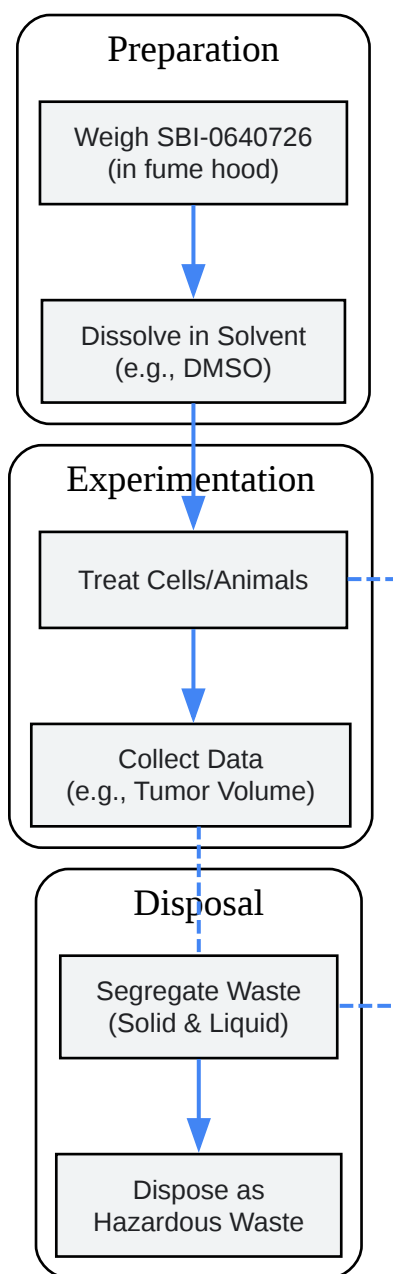 Preparation
Weigh SBI-0640726
(in fume hood)
Dissolve in Solvent
(e.g., DMSO)
Experimentation
Treat Cells/Animals
Collect Data
(e.g., Tumor Volume)
Disposal
Segregate Waste
(Solid & Liquid)
Dispose as
Hazardous Waste